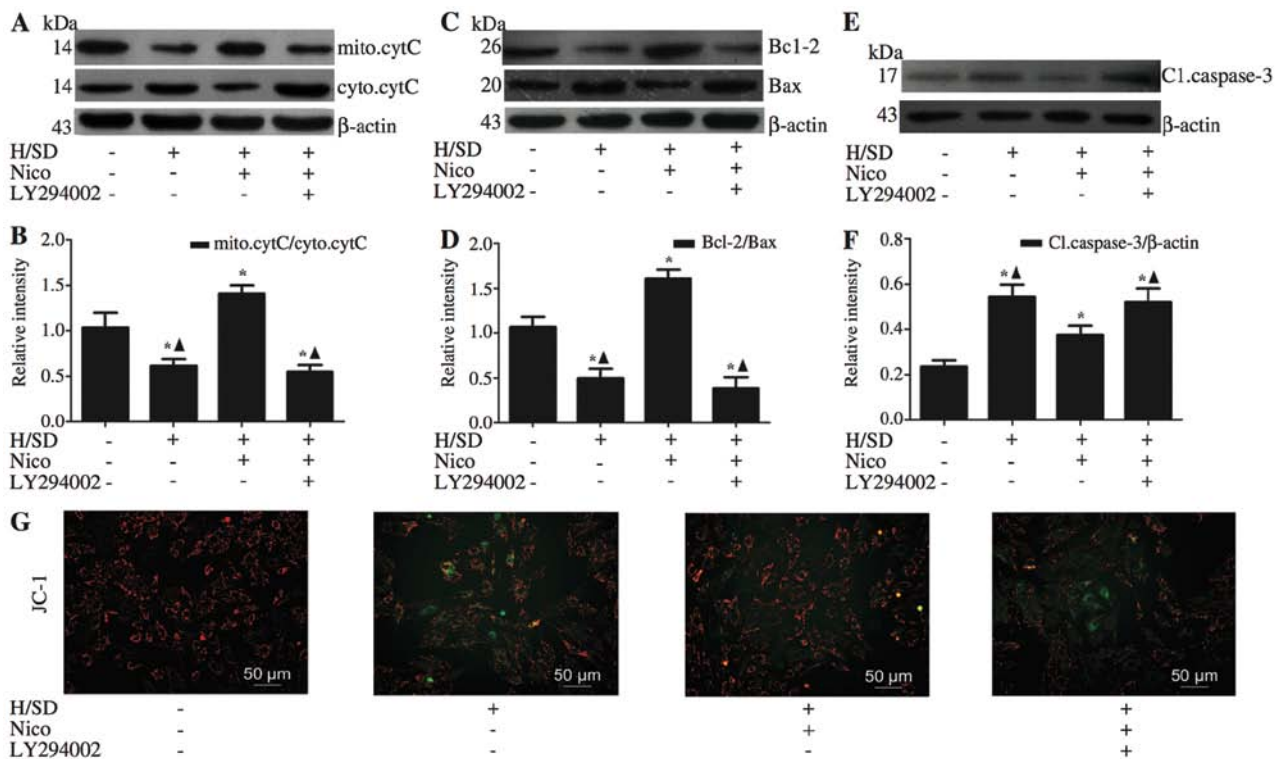 A
kDa
14 mito.cytC
14 cyto.cytC
43 β-actin
H/SD - + + +
Nico - - + +
LY294002 - - - +
C
kDa
26 Bc1-2
20 Bax
43 β-actin
H/SD - + + +
Nico - - + +
LY294002 - - - +
E
kDa
17 C1.caspase-3
43 β-actin
H/SD - + + +
Nico - - + +
LY294002 - - - +
B
mito.cytC/cyto.cytC
Relative intensity
2.0
1.5
1.0
0.5
0.0
* ▲ * * ▲
H/SD - + + +
Nico - - + +
LY294002 - - - +
D
Bcl-2/Bax
Relative intensity
2.0
1.5
1.0
0.5
0.0
* ▲ * * ▲
H/SD - + + +
Nico - - + +
LY294002 - - - +
F
Cl.caspase-3/β-actin
Relative intensity
0.8
0.6
0.4
0.2
0.0
* ▲ * * ▲
H/SD - + + +
Nico - - + +
LY294002 - - - +
G
JC-1
50 µm 50 µm 50 µm 50 µm
H/SD - + + +
Nico - - + +
LY294002 - - - +